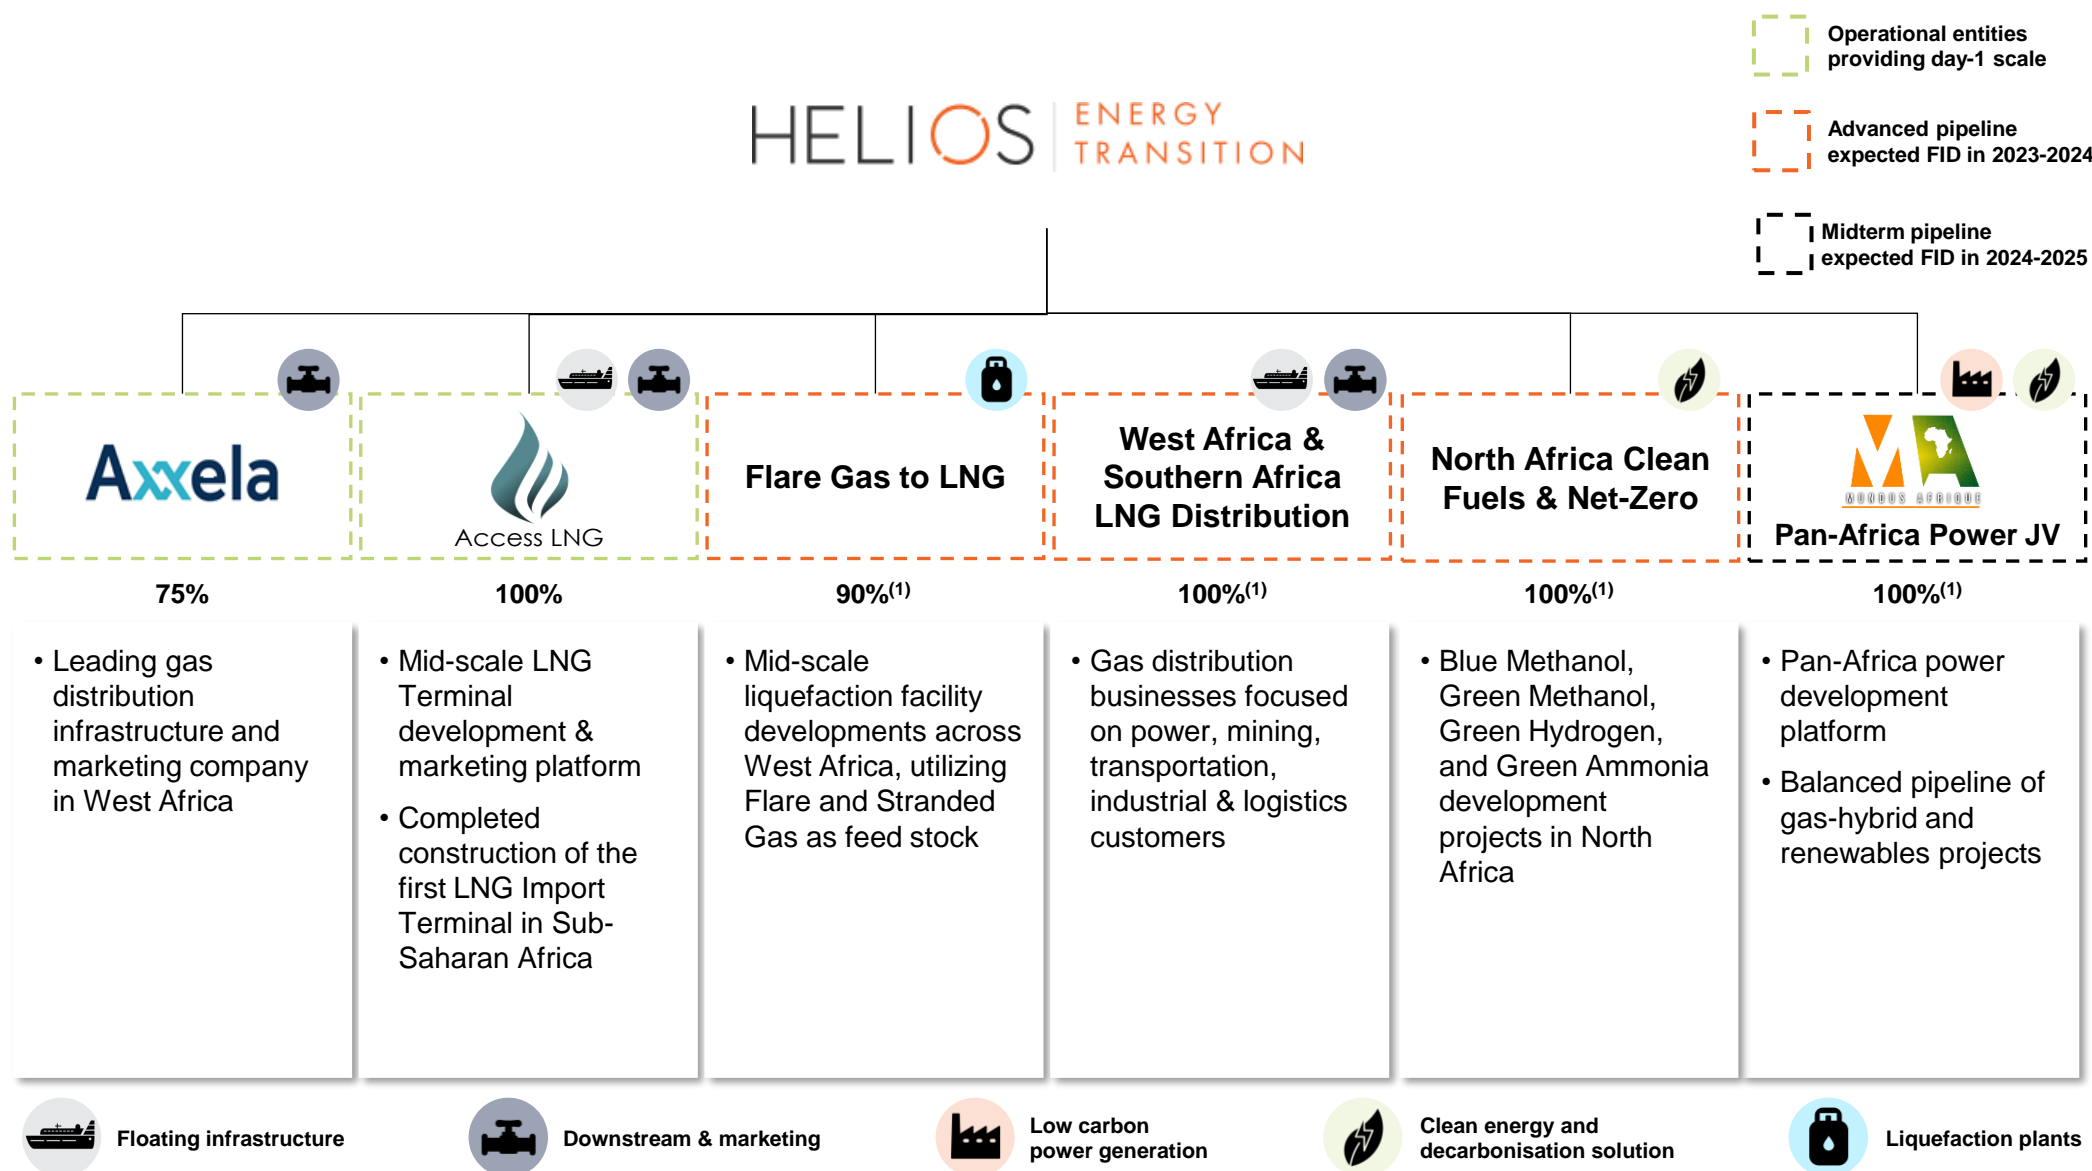 Operational entities
providing day-1 scale
HELIOS ENERGY
TRANSITION
Advanced pipeline
expected FID in 2023-2024
Midterm pipeline
expected FID in 2024-2025
Axxela
Access LNG
Flare Gas to LNG
West Africa &
Southern Africa
LNG Distribution
North Africa Clean
Fuels & Net-Zero
MA
MUNDUS AFRIQUE
Pan-Africa Power JV
75%
100%
90%(1)
100%(1)
100%(1)
100%(1)
• Leading gas
distribution
infrastructure and
marketing company
in West Africa
• Mid-scale LNG
Terminal
development &
marketing platform
• Completed
construction of the
first LNG Import
Terminal in Sub-
Saharan Africa
• Mid-scale
liquefaction facility
developments across
West Africa, utilizing
Flare and Stranded
Gas as feed stock
• Gas distribution
businesses focused
on power, mining,
transportation,
industrial & logistics
customers
• Blue Methanol,
Green Methanol,
Green Hydrogen,
and Green Ammonia
development
projects in North
Africa
• Pan-Africa power
development
platform
• Balanced pipeline of
gas-hybrid and
renewables projects
Floating infrastructure
Downstream & marketing
Low carbon
power generation
Clean energy and
decarbonisation solution
Liquefaction plants